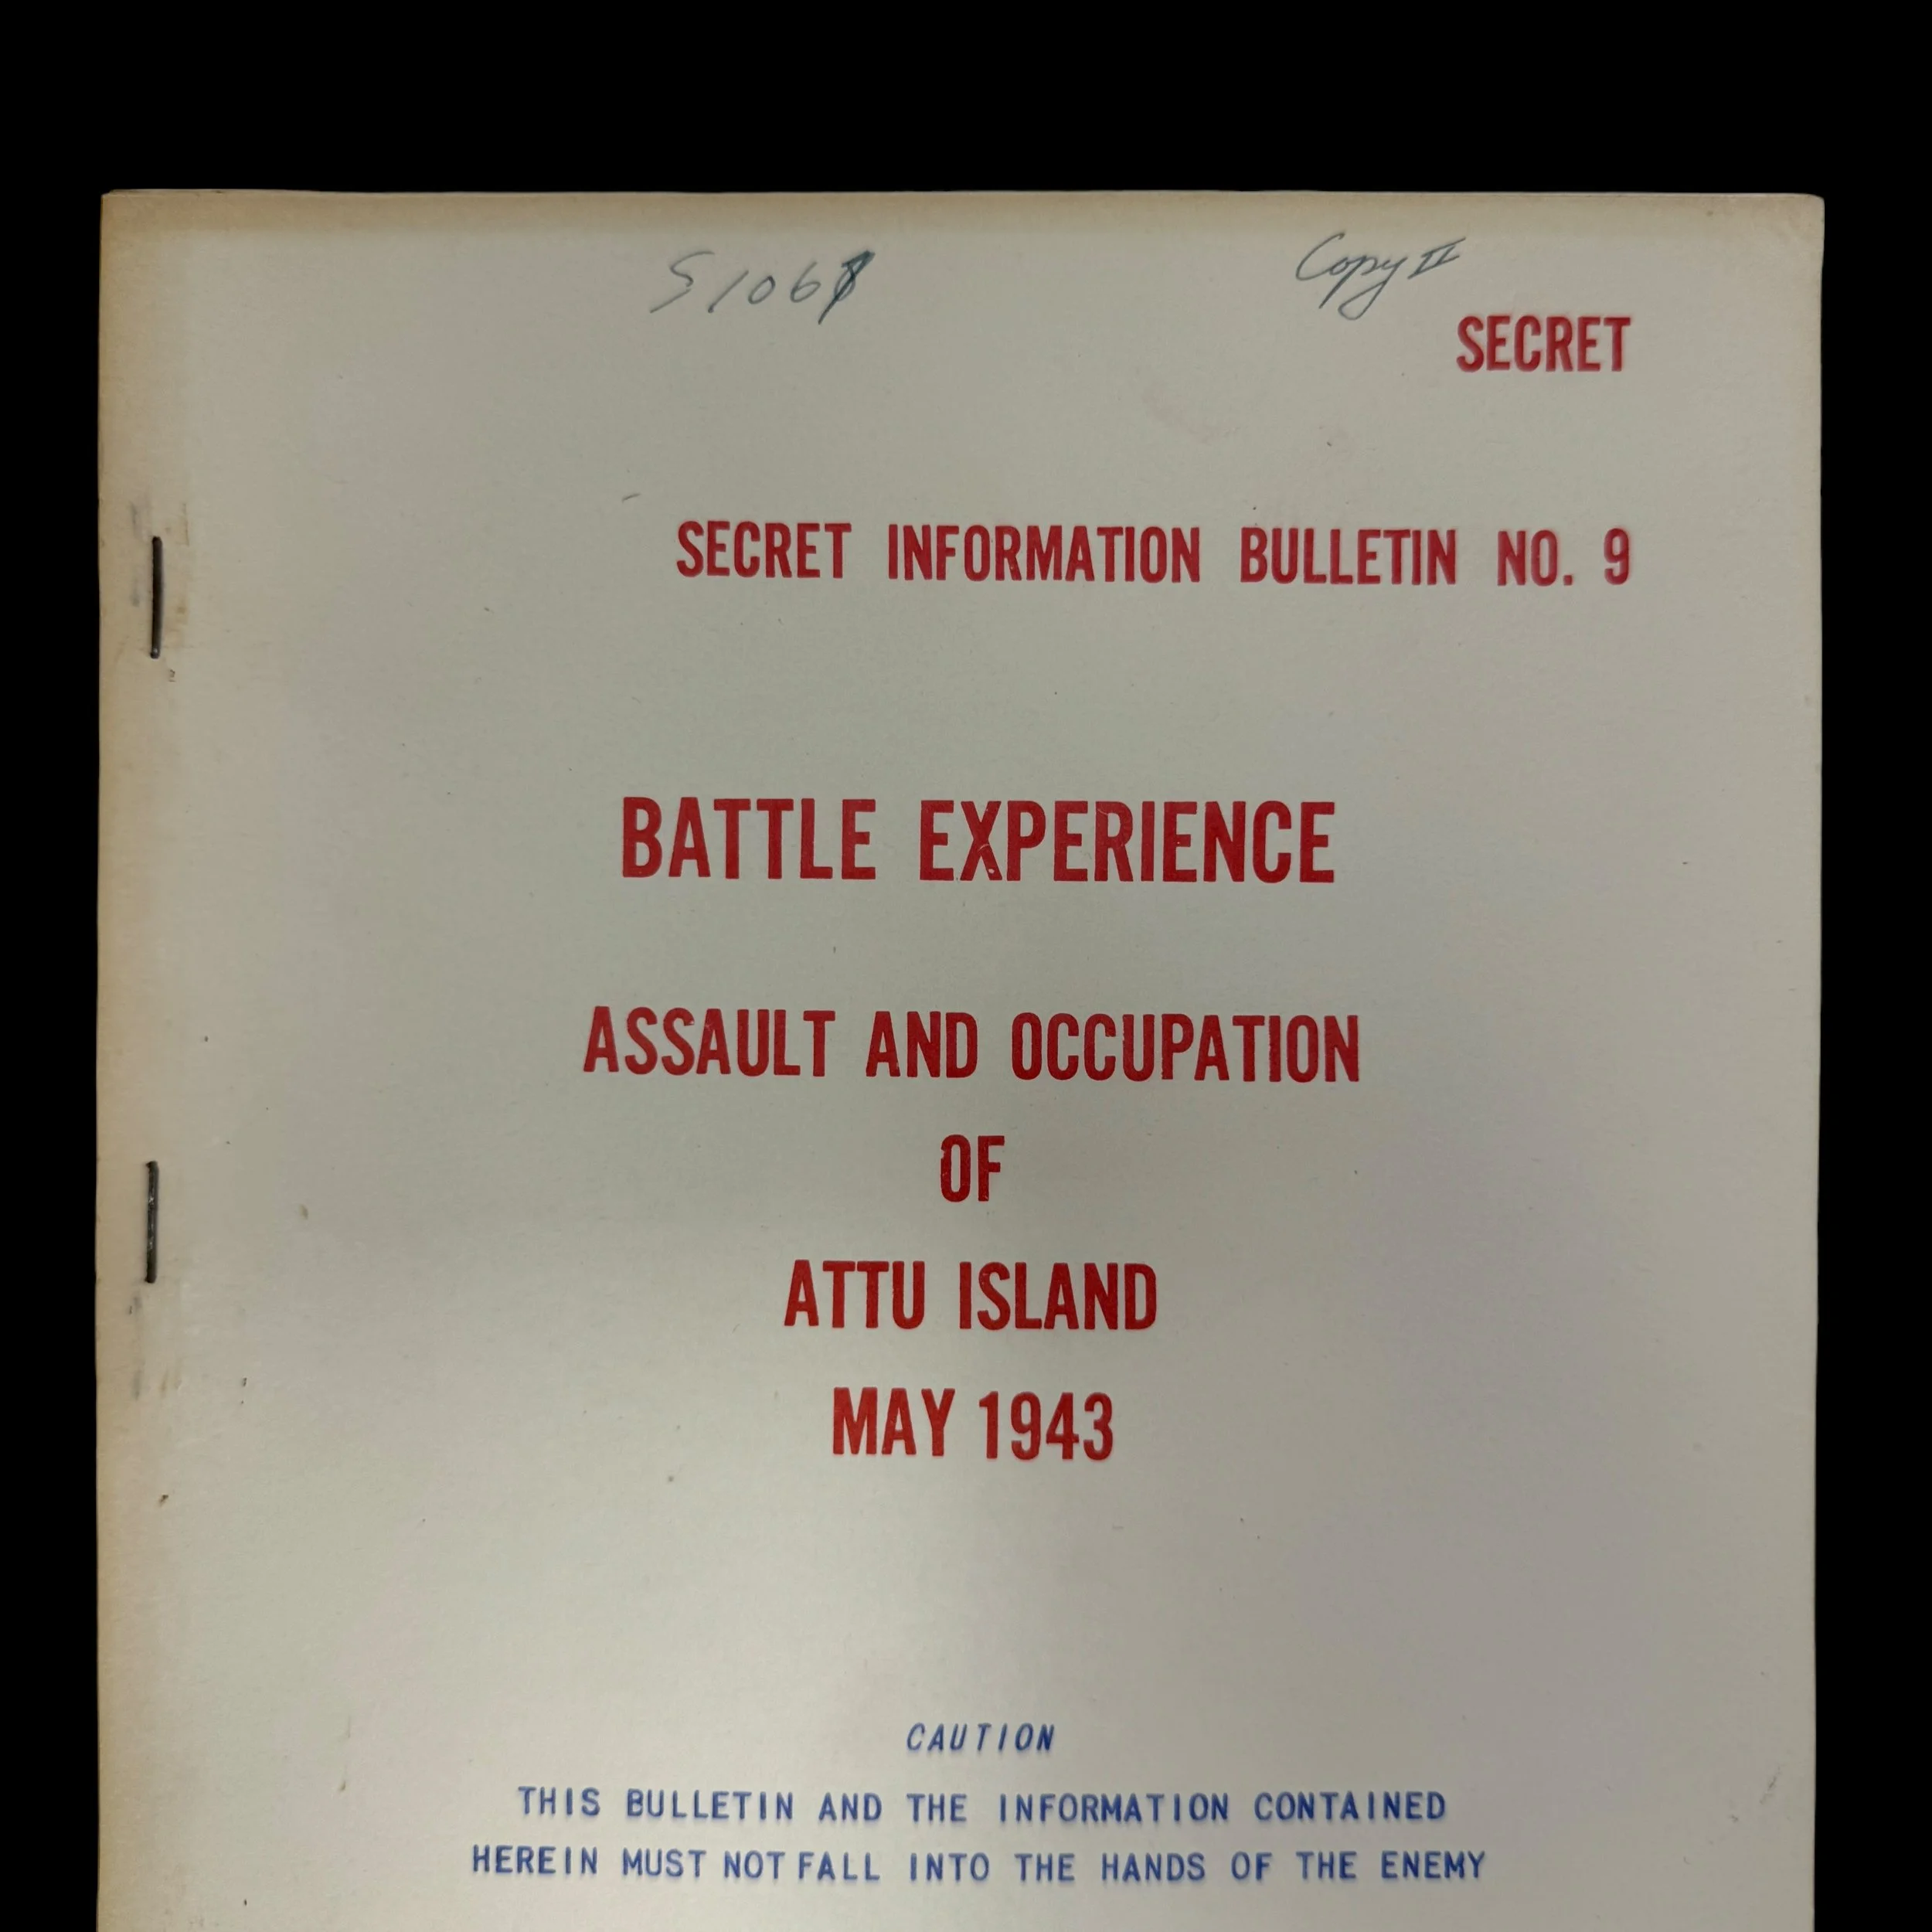 Copy II
SECRET
SECRET INFORMATION BULLETIN NO. 9
BATTLE EXPERIENCE
ASSAULT AND OCCUPATION
OF
ATTU ISLAND
MAY 1943
CAUTION
THIS BULLETIN AND THE INFORMATION CONTAINED
HEREIN MUST NOT FALL INTO THE HANDS OF THE ENEMY